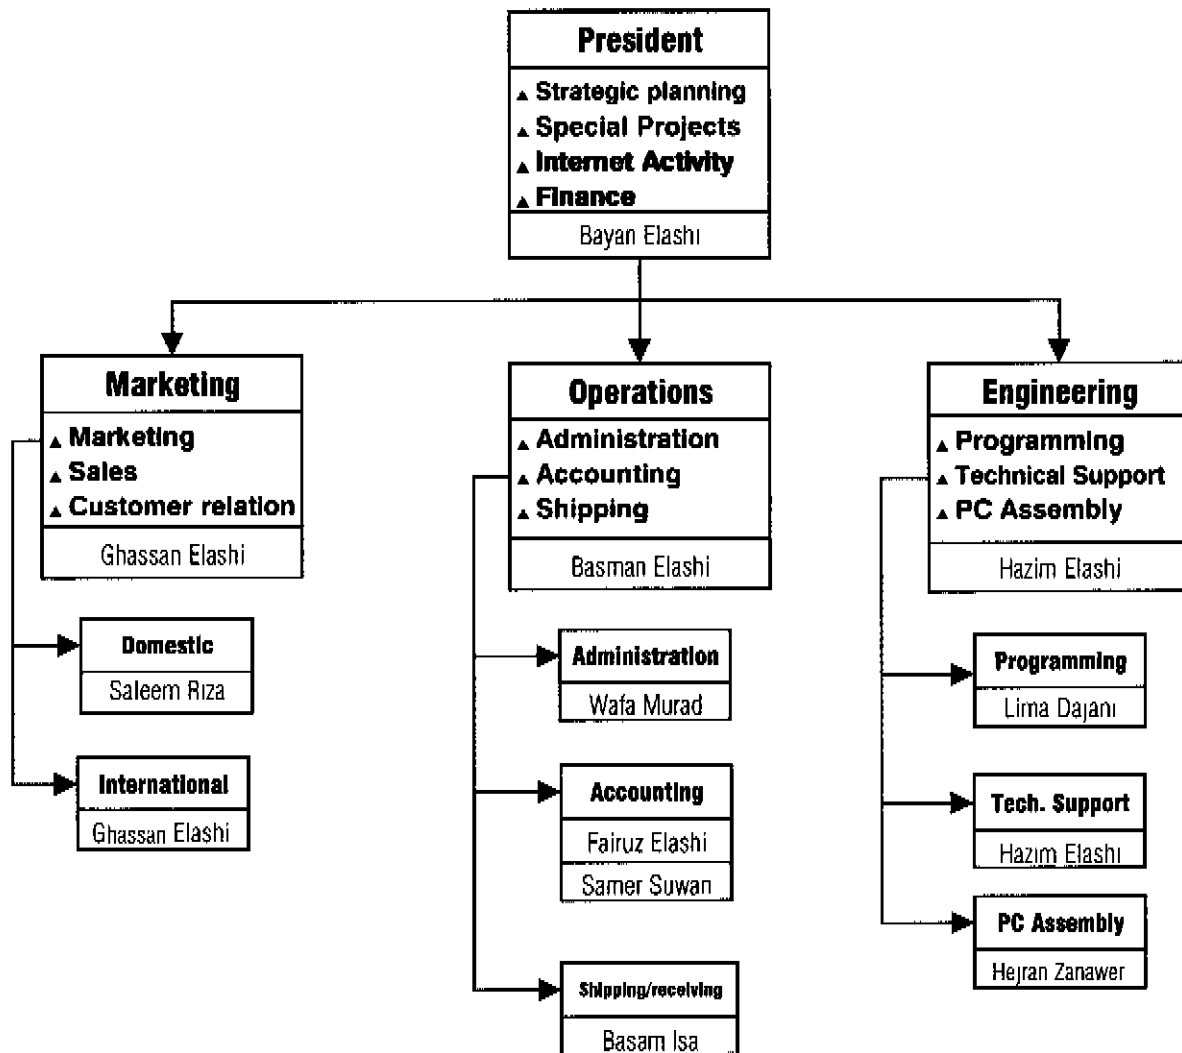 President
▲ Strategic planning
▲ Special Projects
▲ Internet Activity
▲ Finance
Bayan Elashi
Marketing
▲ Marketing
▲ Sales
▲ Customer relation
Ghassan Elashi
Domestic
Saleem Riza
International
Ghassan Elashi
Operations
▲ Administration
▲ Accounting
▲ Shipping
Basman Elashi
Administration
Wafa Murad
Accounting
Fairuz Elashi
Samer Suwan
Shipping/receiving
Basam Isa
Engineering
▲ Programming
▲ Technical Support
▲ PC Assembly
Hazim Elashi
Programming
Lima Dajani
Tech. Support
Hazim Elashi
PC Assembly
Hejran Zanawer